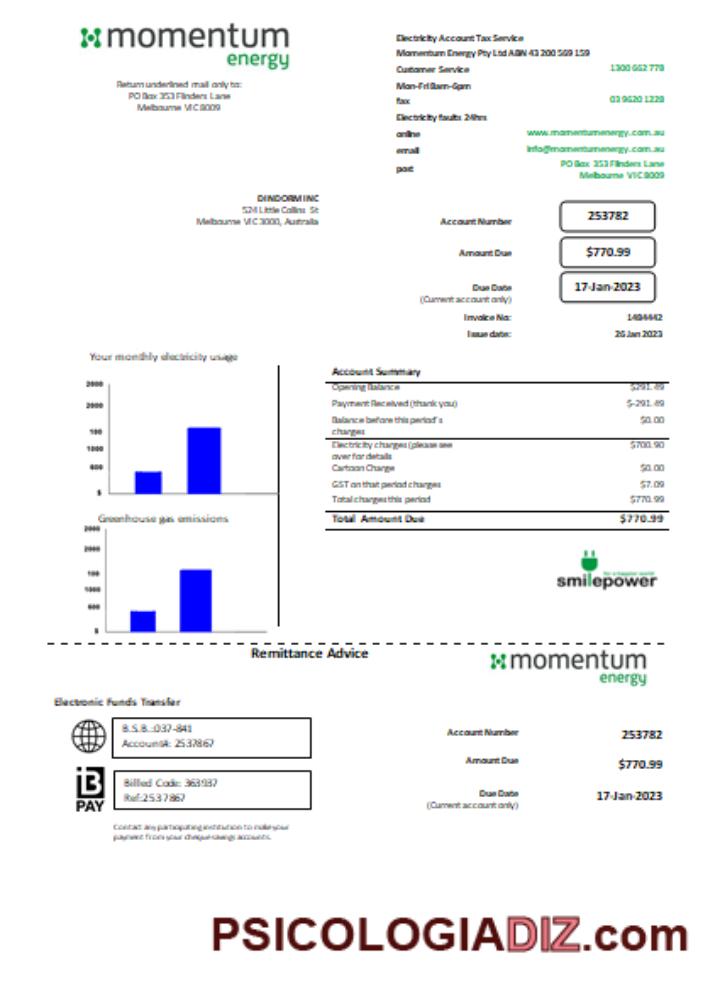 momentum
energy
Return underlined mail only to:
PO Box 353 Flinders Lane
Melbourne VIC 8009
Electricity Account Tax Service
Momentum Energy Pty Ltd ABN 43 200 569 159
Customer Service 1300 662 778
Mon-Fri 8am-6pm
fax 03 9620 1228
Electricity faults 24hrs
online www.momentumenergy.com.au
email info@momentumenergy.com.au
post PO Box 353 Flinders Lane
Melbourne VIC 8009
DINDORM INC
524 Little Collins St
Melbourne VIC 3000, Australia
Account Number 253782
Amount Due $770.99
Due Date 17-Jan-2023
(Current account only)
Invoice No: 1484442
Issue date: 26 Jan 2023
Your monthly electricity usage
2000
2000
100
1000
600
$
Greenhouse gas emissions
2000
2000
100
1000
600
$
Account Summary
Opening Balance $291.49
Payment Received (thank you) $-291.49
Balance before this period's $0.00
charges
Electricity charges (please see $700.90
over for details
Cartoon Charge $0.00
GST on that period charges $7.09
Total charges this period $770.99
Total Amount Due $770.99
smilepower
Remittance Advice
momentum
energy
Electronic Funds Transfer
B.S.B.:037-841
Account#: 2537867
B
PAY
Billed Code: 363937
Ref:2537867
Contact any participating institution to make your
payment from your cheque savings accounts.
Account Number 253782
Amount Due $770.99
Due Date 17-Jan-2023
(Current account only)
PSICOLOGIADIZ.com